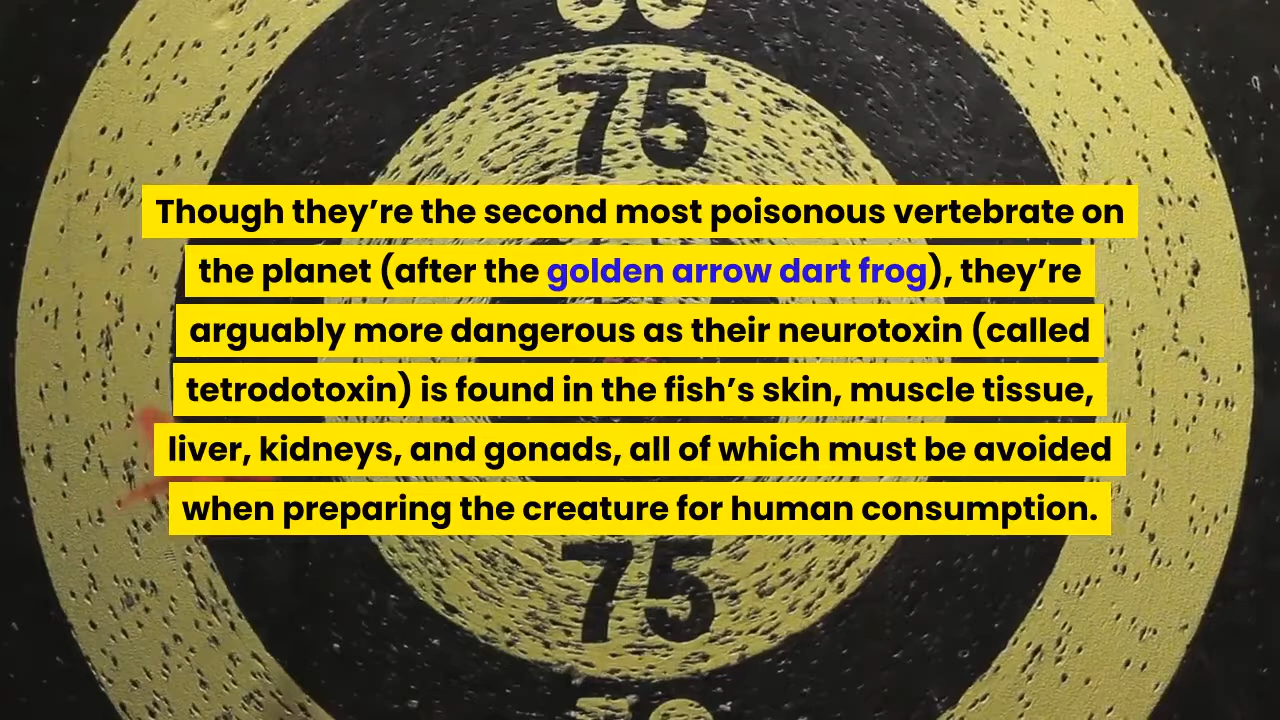 75
Though they’re the second most poisonous vertebrate on
the planet (after the golden arrow dart frog), they’re
arguably more dangerous as their neurotoxin (called
tetrodotoxin) is found in the fish’s skin, muscle tissue,
liver, kidneys, and gonads, all of which must be avoided
when preparing the creature for human consumption.
75